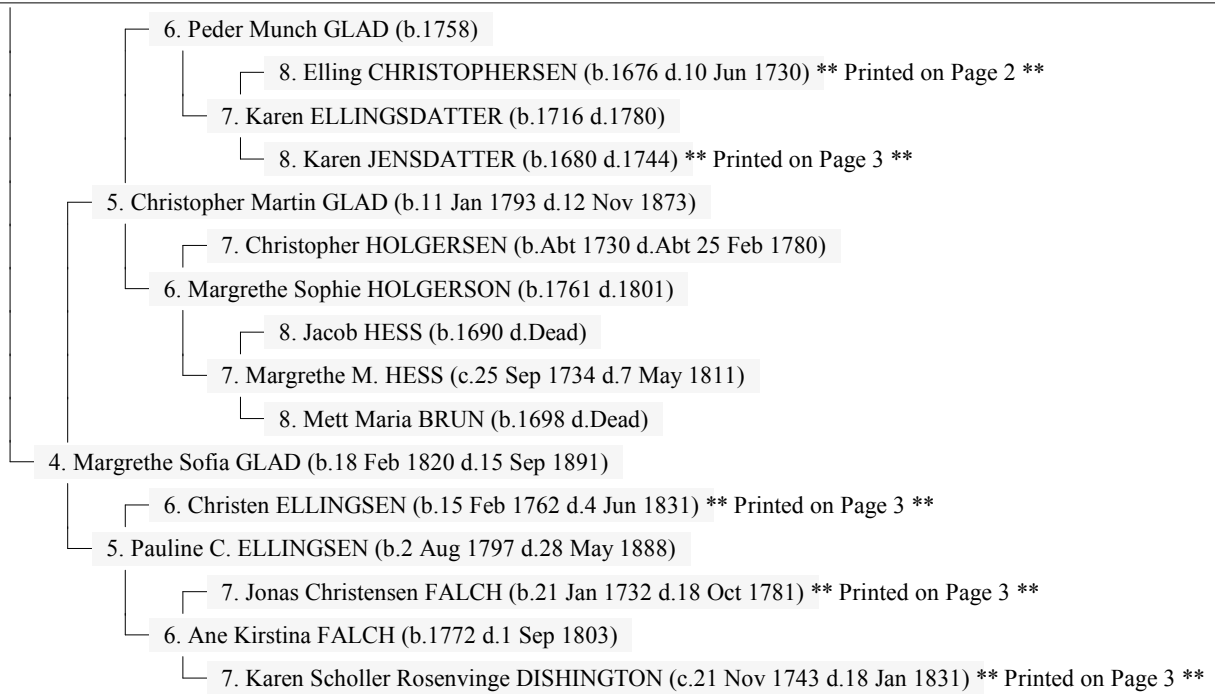 6. Peder Munch GLAD (b.1758)
8. Elling CHRISTOPHERSEN (b.1676 d.10 Jun 1730) ** Printed on Page 2 **
7. Karen ELLINGSDATTER (b.1716 d.1780)
8. Karen JENSDATTER (b.1680 d.1744) ** Printed on Page 3 **
5. Christopher Martin GLAD (b.11 Jan 1793 d.12 Nov 1873)
7. Christopher HOLGERSEN (b.Abt 1730 d.Abt 25 Feb 1780)
6. Margrethe Sophie HOLGERSON (b.1761 d.1801)
8. Jacob HESS (b.1690 d.Dead)
7. Margrethe M. HESS (c.25 Sep 1734 d.7 May 1811)
8. Mett Maria BRUN (b.1698 d.Dead)
4. Margrethe Sofia GLAD (b.18 Feb 1820 d.15 Sep 1891)
6. Christen ELLINGSEN (b.15 Feb 1762 d.4 Jun 1831) ** Printed on Page 3 **
5. Pauline C. ELLINGSEN (b.2 Aug 1797 d.28 May 1888)
7. Jonas Christensen FALCH (b.21 Jan 1732 d.18 Oct 1781) ** Printed on Page 3 **
6. Ane Kirstina FALCH (b.1772 d.1 Sep 1803)
7. Karen Scholler Rosenvinge DISHINGTON (c.21 Nov 1743 d.18 Jan 1831) ** Printed on Page 3 **